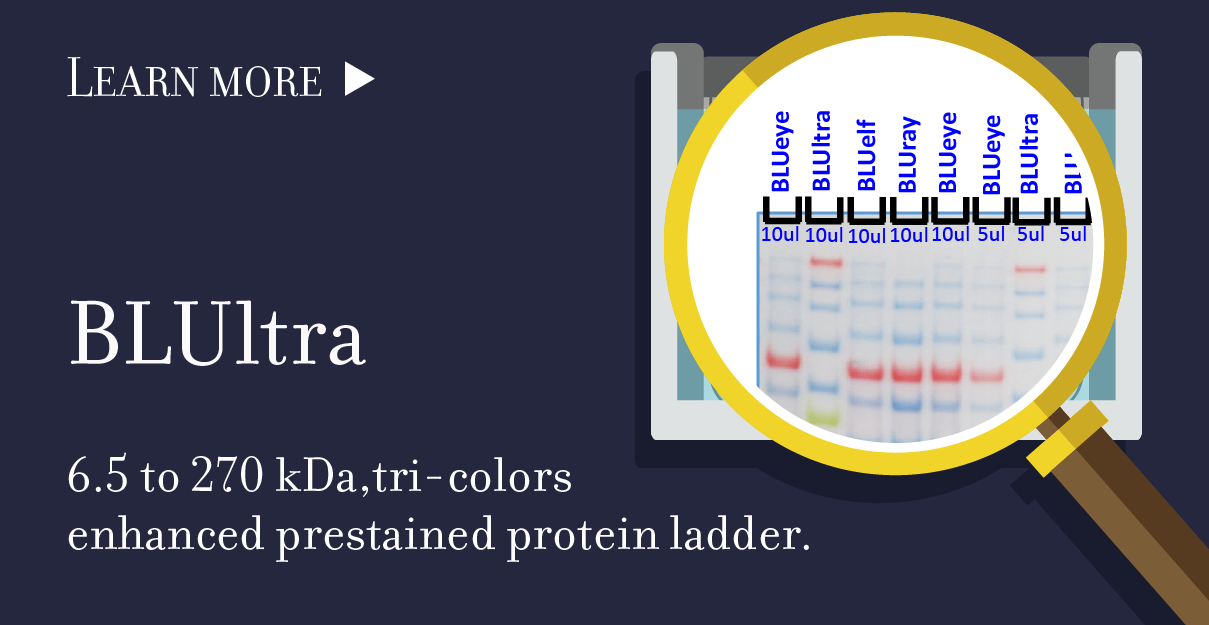 LEARN MORE
BLUltra
6.5 to 270 kDa,tri-colors
enhanced prestained protein ladder.
BLUeye BLUltra BLUelf BLUray BLUeye BLUeye BLUltra
10ul 10ul 10ul 10ul 10ul 5ul 5ul 5ul